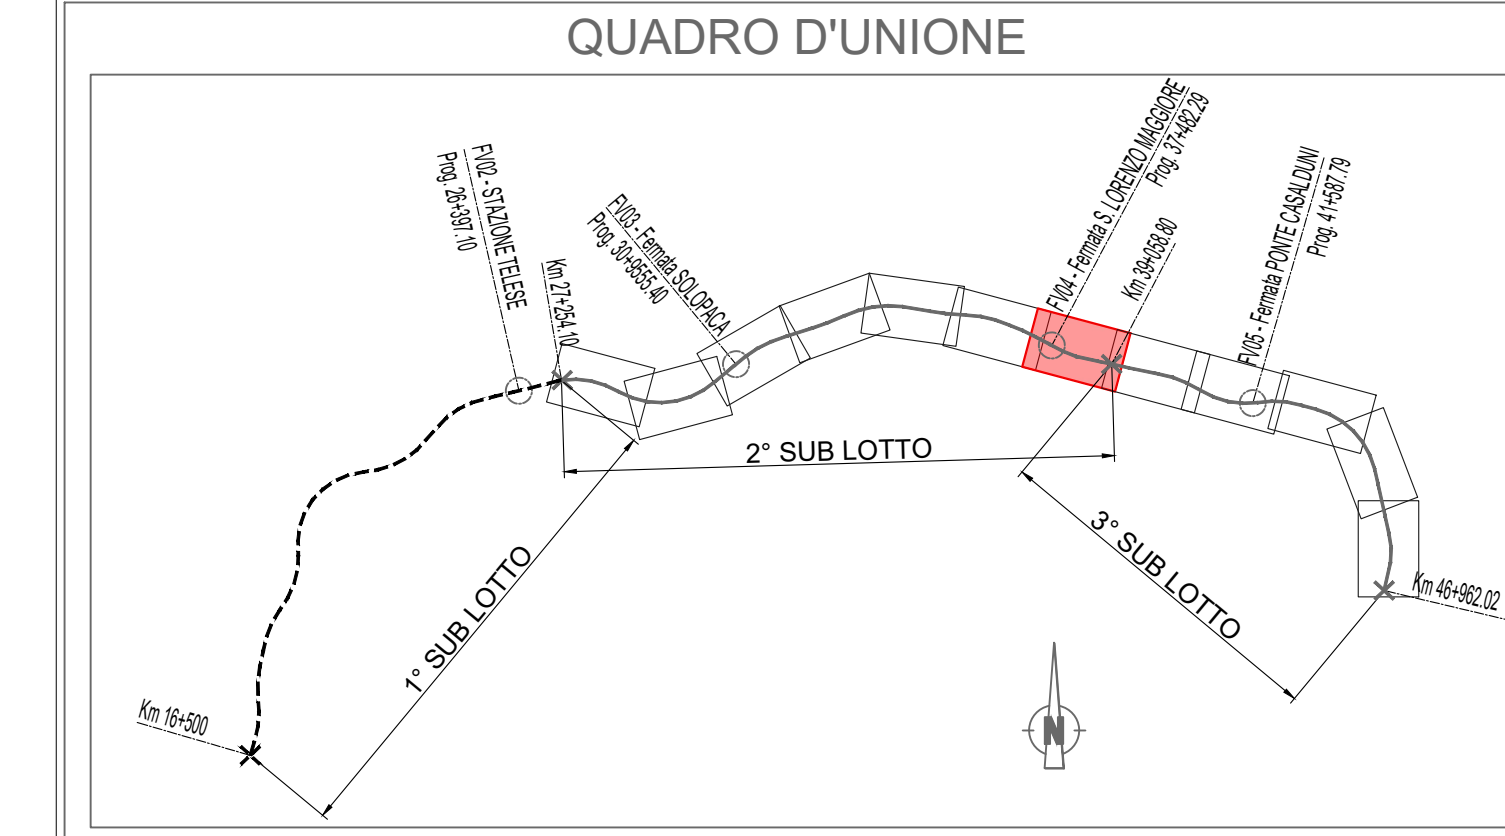 QUADRO D'UNIONE
FV02 - STAZIONE TELESE
Prog. 26+397.10
Km 27+254.10
FV03 - Fermata SOLOPACA
Prog. 30+9555.40
FV04 - Fermata S. LORENZO MAGGIORE
Prog. 37+482.29
Km 39+058.80
FV05 - Fermata PONTE CASALDUNI
Prog. 41+587.79
2° SUB LOTTO
1° SUB LOTTO
3° SUB LOTTO
Km 46+962.02
Km 16+500
N